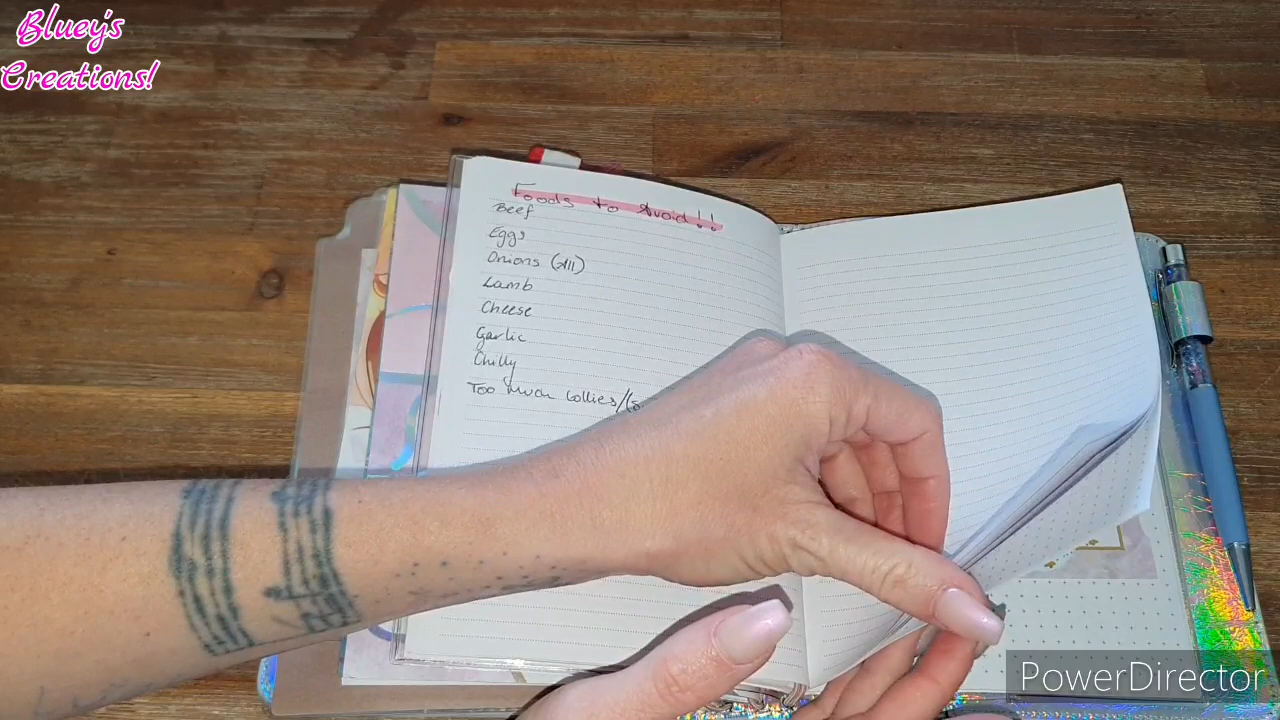 Bluey's
Creations!
Foods to Avoid!!
Beef
Eggs
Onions (All)
Lamb
Cheese
Garlic
Chilly
Too Much Lollies/
PowerDirector